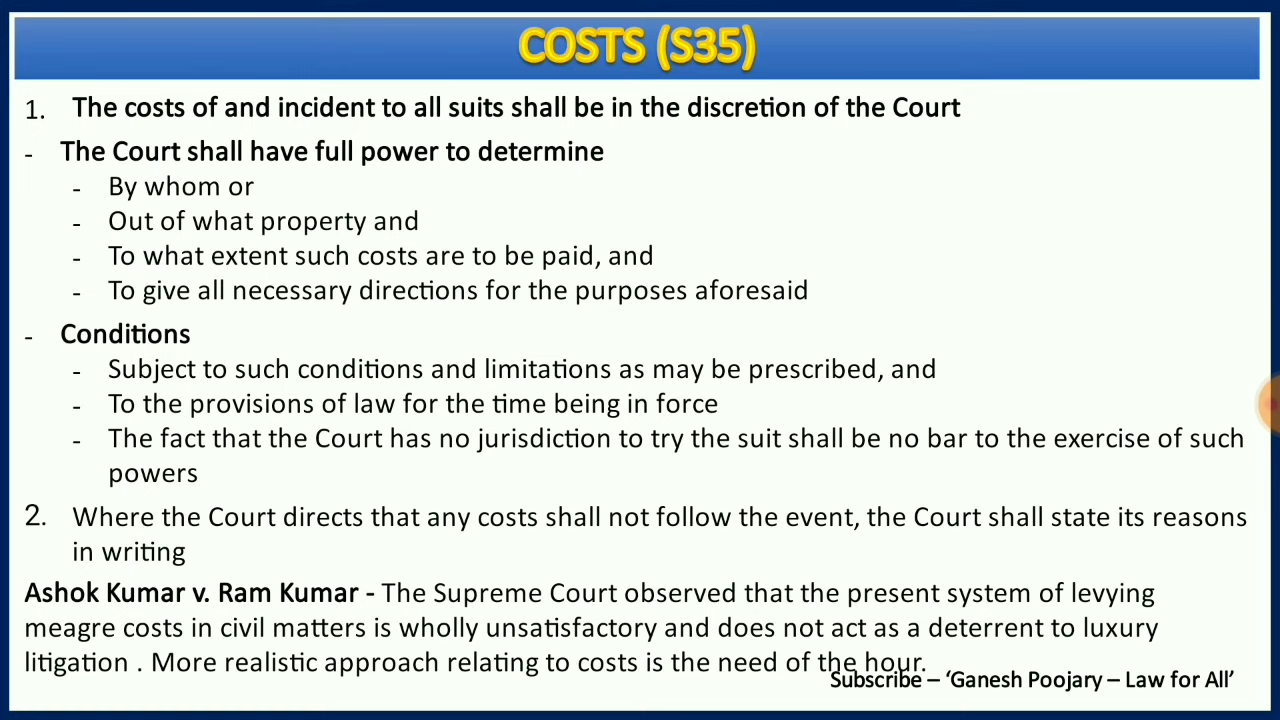 COSTS (S35)
1. The costs of and incident to all suits shall be in the discretion of the Court
- The Court shall have full power to determine
- By whom or
- Out of what property and
- To what extent such costs are to be paid, and
- To give all necessary directions for the purposes aforesaid
- Conditions
- Subject to such conditions and limitations as may be prescribed, and
- To the provisions of law for the time being in force
- The fact that the Court has no jurisdiction to try the suit shall be no bar to the exercise of such
powers
2. Where the Court directs that any costs shall not follow the event, the Court shall state its reasons
in writing
Ashok Kumar v. Ram Kumar - The Supreme Court observed that the present system of levying
meagre costs in civil matters is wholly unsatisfactory and does not act as a deterrent to luxury
litigation . More realistic approach relating to costs is the need of the hour.
Subscribe – ‘Ganesh Poojary – Law for All’